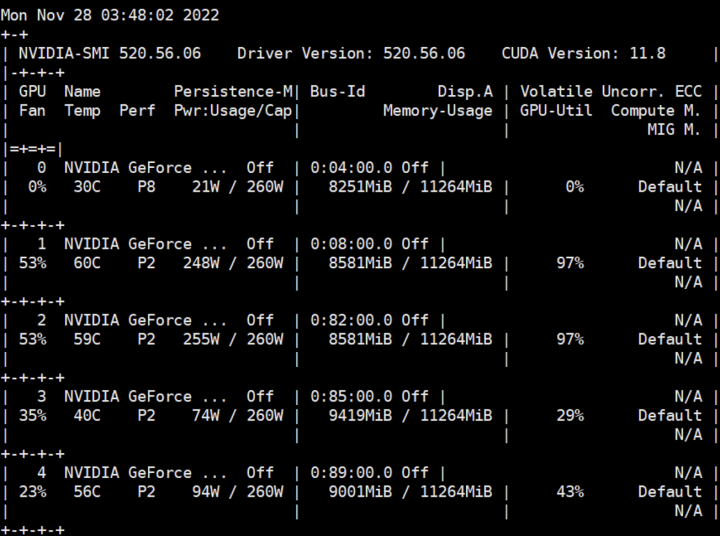 Mon Nov 28 03:48:02 2022
+-+
| NVIDIA-SMI 520.56.06    Driver Version: 520.56.06    CUDA Version: 11.8     |
|-+-+-+
| GPU  Name        Persistence-M| Bus-Id        Disp.A | Volatile Uncorr. ECC |
| Fan  Temp  Perf  Pwr:Usage/Cap|         Memory-Usage | GPU-Util  Compute M. |
|                               |                      |               MIG M. |
|=+=+=|
|   0  NVIDIA GeForce ...  Off  | 0:04:00.0 Off |                  N/A |
|  0%   30C    P8    21W / 260W |   8251MiB / 11264MiB |      0%      Default |
|                               |                      |                  N/A |
+-+-+-+
|   1  NVIDIA GeForce ...  Off  | 0:08:00.0 Off |                  N/A |
| 53%   60C    P2   248W / 260W |   8581MiB / 11264MiB |     97%      Default |
|                               |                      |                  N/A |
+-+-+-+
|   2  NVIDIA GeForce ...  Off  | 0:82:00.0 Off |                  N/A |
| 53%   59C    P2   255W / 260W |   8581MiB / 11264MiB |     97%      Default |
|                               |                      |                  N/A |
+-+-+-+
|   3  NVIDIA GeForce ...  Off  | 0:85:00.0 Off |                  N/A |
| 35%   40C    P2    74W / 260W |   9419MiB / 11264MiB |     29%      Default |
|                               |                      |                  N/A |
+-+-+-+
|   4  NVIDIA GeForce ...  Off  | 0:89:00.0 Off |                  N/A |
| 23%   56C    P2    94W / 260W |   9001MiB / 11264MiB |     43%      Default |
|                               |                      |                  N/A |
+-+-+-+